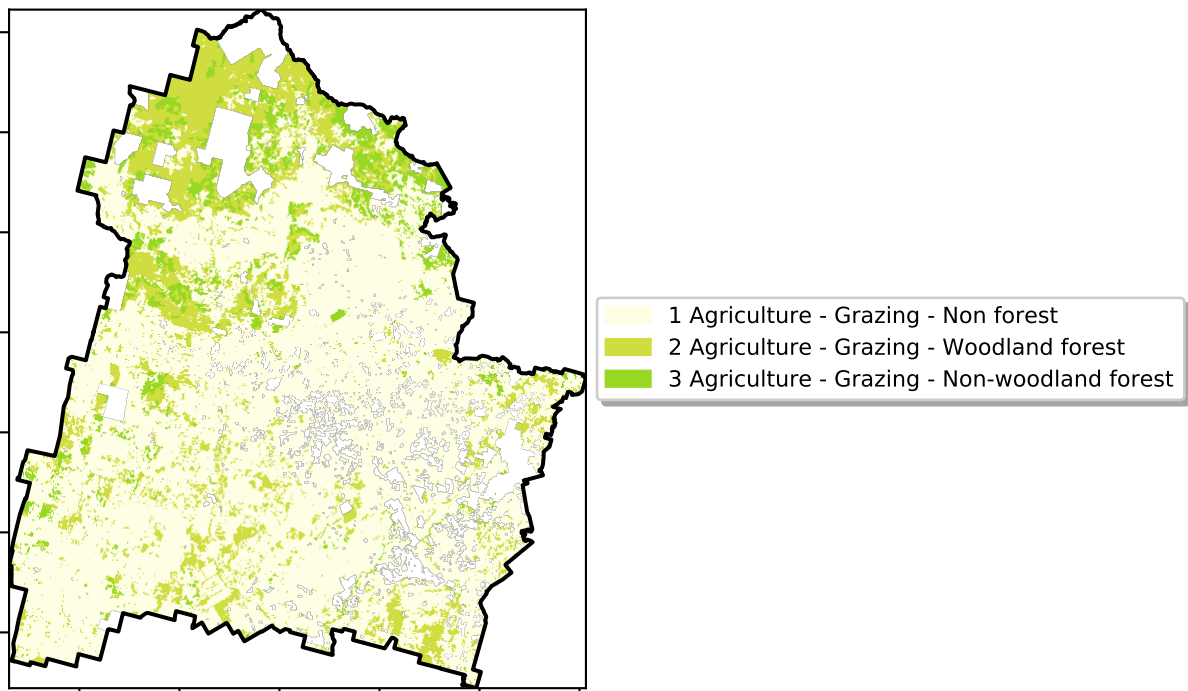 1 Agriculture - Grazing - Non forest
2 Agriculture - Grazing - Woodland forest
3 Agriculture - Grazing - Non-woodland forest